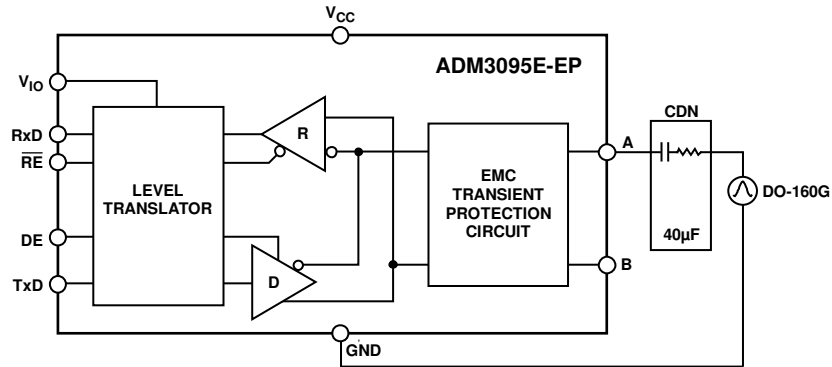 VCC
ADM3095E-EP
VIO
RxD
RE
DE
TxD
LEVEL
TRANSLATOR
R
D
EMC
TRANSIENT
PROTECTION
CIRCUIT
A
B
CDN
40µF
DO-160G
GND